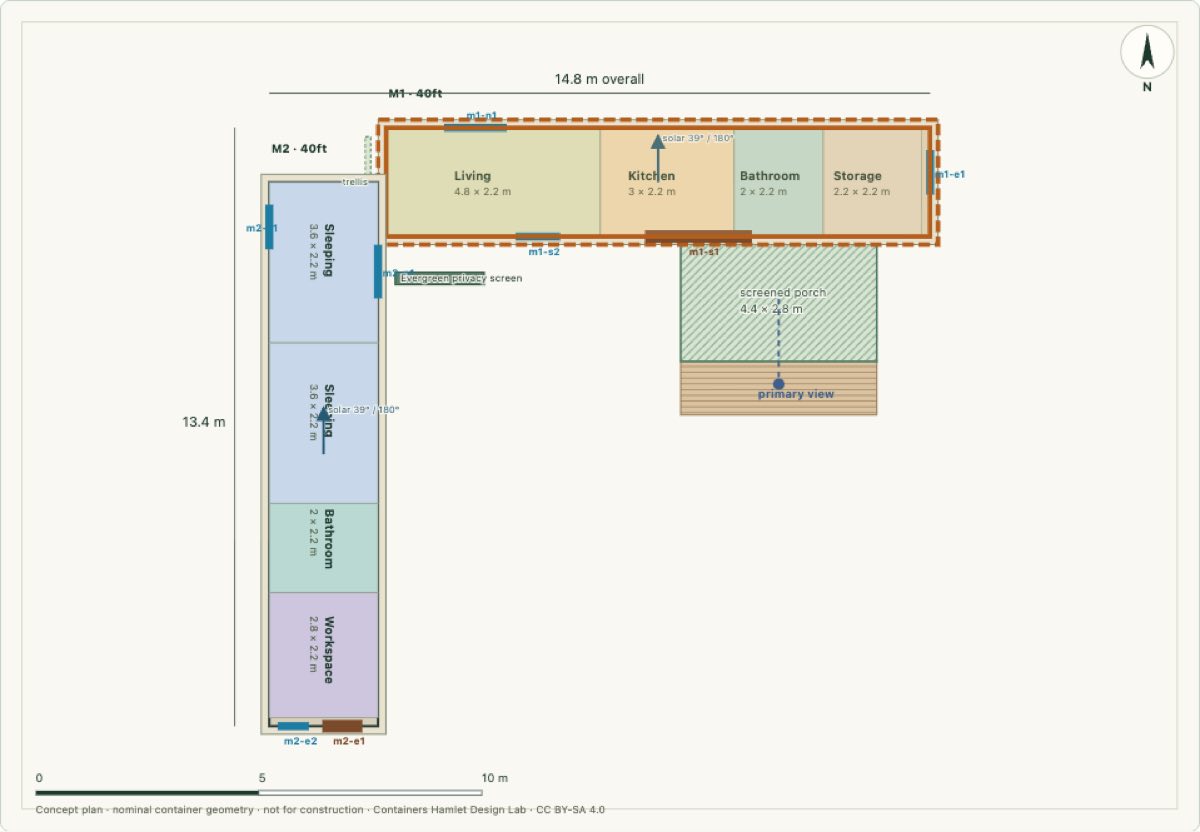 14.8 m overall
N
M1 · 40ft
m1-n1
solar 39° / 180°
M2 · 40ft
trellis
Living
4.8 × 2.2 m
Kitchen
3 × 2.2 m
Bathroom
2 × 2.2 m
Storage
2.2 × 2.2 m
m1-e1
m1-s2
m1-s1
Sleeping
3.6 × 2.2 m
Evergreen privacy screen
screened porch
4.4 × 2.8 m
primary view
13.4 m
Sleeping
3.6 × 2.2 m
solar 39° / 180°
Bathroom
2 × 2.2 m
Workspace
2.8 × 2.2 m
m2-e2
m2-e1
0
5
10 m
Concept plan · nominal container geometry · not for construction · Containers Hamlet Design Lab · CC BY-SA 4.0